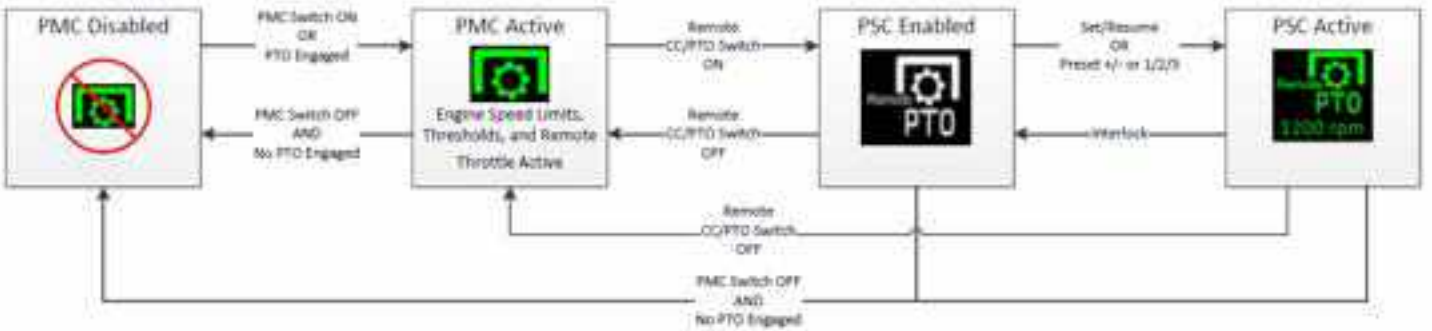 PMC Disabled
PMC Switch ON
OR
PTO Engaged
PMC Switch OFF
AND
No PTO Engaged
PMC Active
Engine Speed Limits,
Thresholds, and Remote
Throttle Active
Remote
CC/PTO Switch
ON
Remote
CC/PTO Switch
OFF
PSC Enabled
Remote
PTO
Set/Resume
OR
Preset +/- or 1/2/3
Interlock
PSC Active
Remote
PTO
1200 rpm
Remote
CC/PTO Switch
OFF
PMC Switch OFF
AND
No PTO Engaged